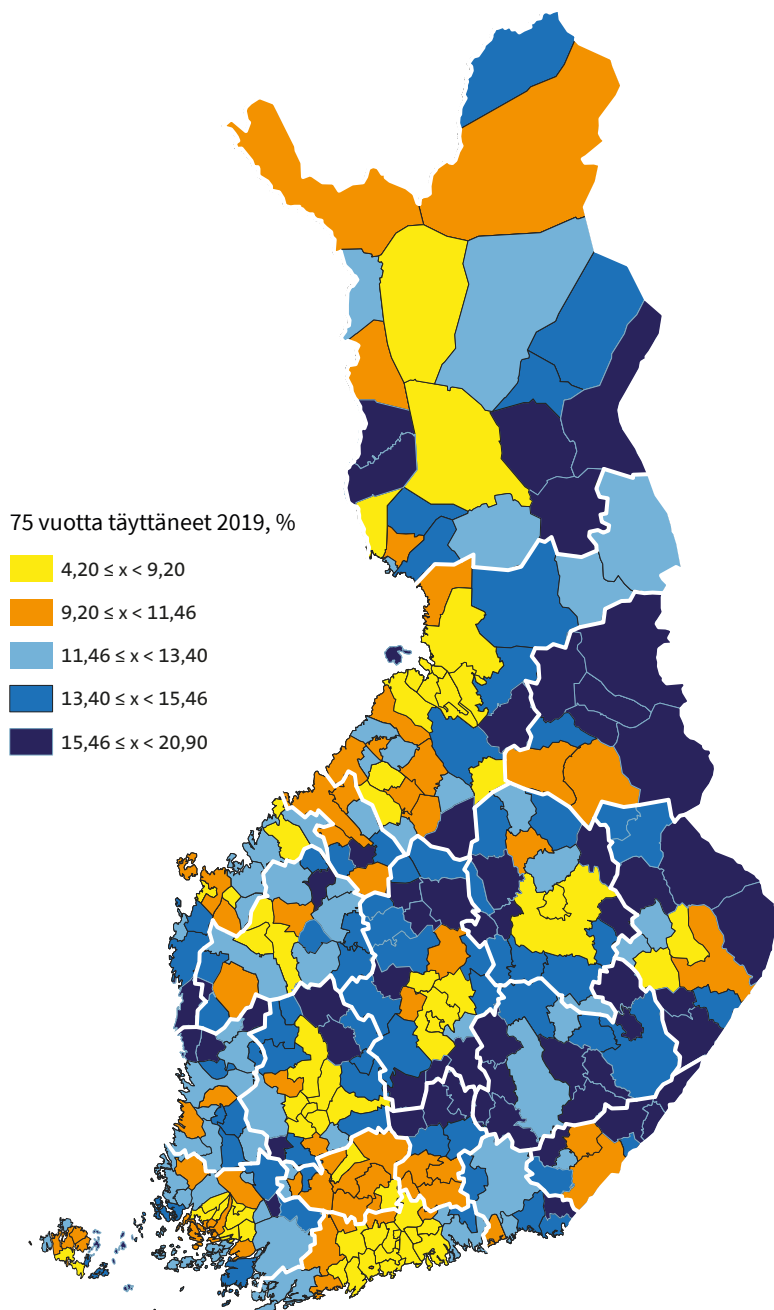 75 vuotta täyttäneet 2019, %
4,20 ≤ x < 9,20
9,20 ≤ x < 11,46
11,46 ≤ x < 13,40
13,40 ≤ x < 15,46
15,46 ≤ x < 20,90